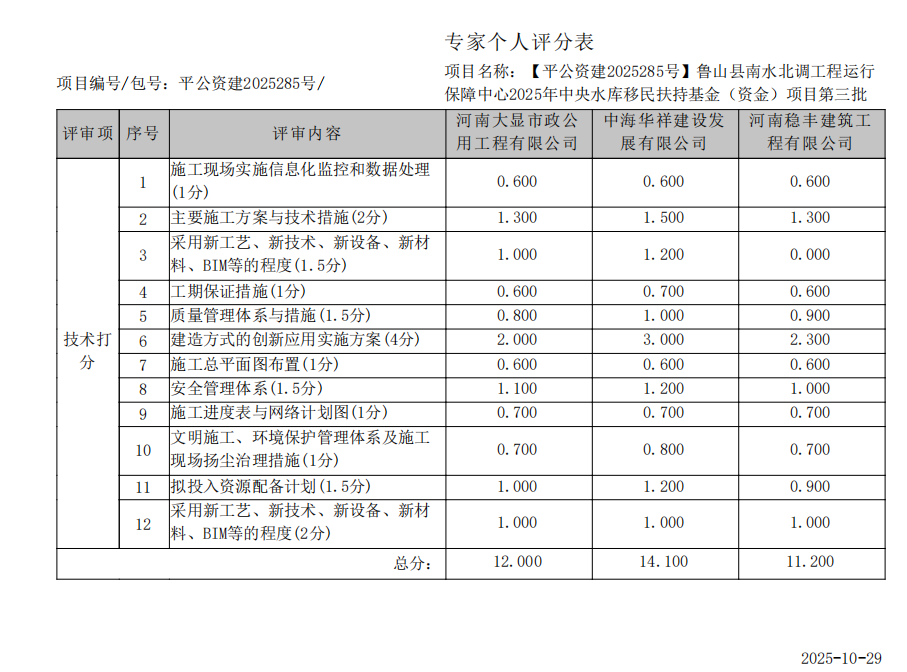 专家个人评分表
项目编号/包号：平公资建2025285号/
项目名称：【平公资建2025285号】鲁山县南水北调工程运行
保障中心2025年中央水库移民扶持基金（资金）项目第三批
评审项 序号 评审内容 河南大显市政公 中海华祥建设发 河南稳丰建筑工
用工程有限公司 展有限公司 程有限公司
技术打
分
1 施工现场实施信息化监控和数据处理 0.600 0.600 0.600
(1分)
2 主要施工方案与技术措施(2分) 1.300 1.500 1.300
3 采用新工艺、新技术、新设备、新材 1.000 1.200 0.000
料、BIM等的程度(1.5分)
4 工期保证措施(1分) 0.600 0.700 0.600
5 质量管理体系与措施(1.5分) 0.800 1.000 0.900
6 建造方式的创新应用实施方案(4分) 2.000 3.000 2.300
7 施工总平面图布置(1分) 0.600 0.600 0.600
8 安全管理体系(1.5分) 1.100 1.200 1.000
9 施工进度表与网络计划图(1分) 0.700 0.700 0.700
10 文明施工、环境保护管理体系及施工 0.700 0.800 0.700
现场扬尘治理措施(1分)
11 拟投入资源配备计划(1.5分) 1.000 1.200 0.900
12 采用新工艺、新技术、新设备、新材 1.000 1.000 1.000
料、BIM等的程度(2分)
总分： 12.000 14.100 11.200
2025-10-29